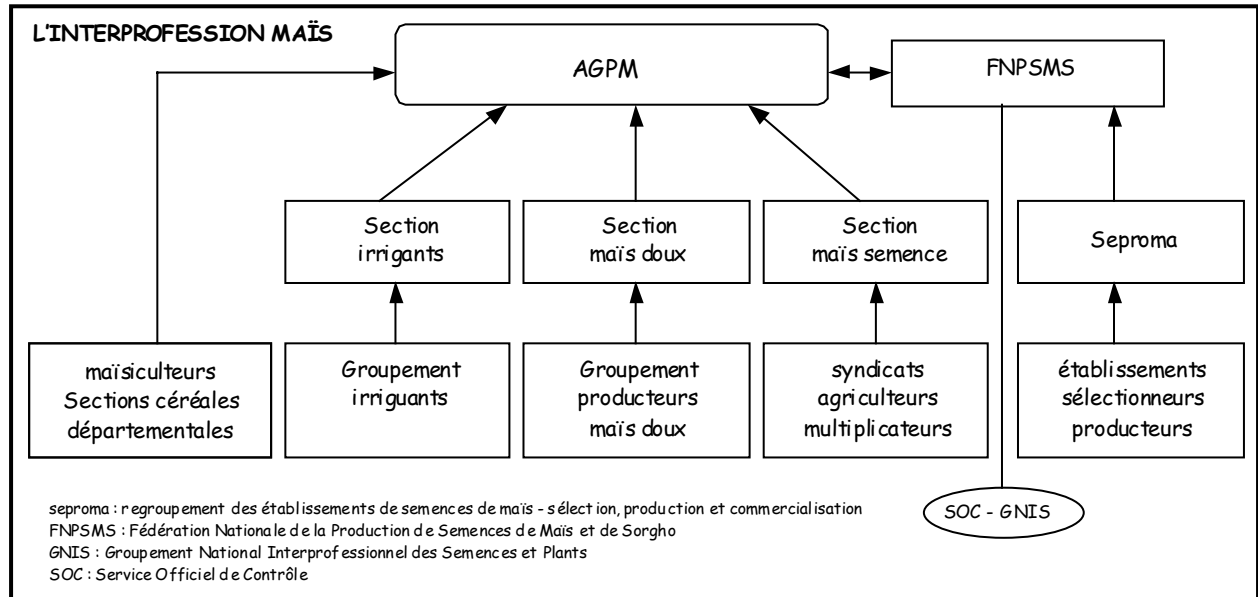 L'INTERPROFESSION MAÏS
AGPM
FNPSMS
Section
irrigants
Section
maïs doux
Section
maïs semence
Seproma
maïsiculteurs
Sections céréales
départementales
Groupement
irriguants
Groupement
producteurs
maïs doux
syndicats
agriculteurs
multiplicateurs
établissements
sélectionneurs
producteurs
seproma : regroupement des établissements de semences de maïs - sélection, production et commercialisation
FNPSMS : Fédération Nationale de la Production de Semences de Maïs et de Sorgho
GNIS : Groupement National Interprofessionnel des Semences et Plants
SOC : Service Officiel de Contrôle
SOC - GNIS